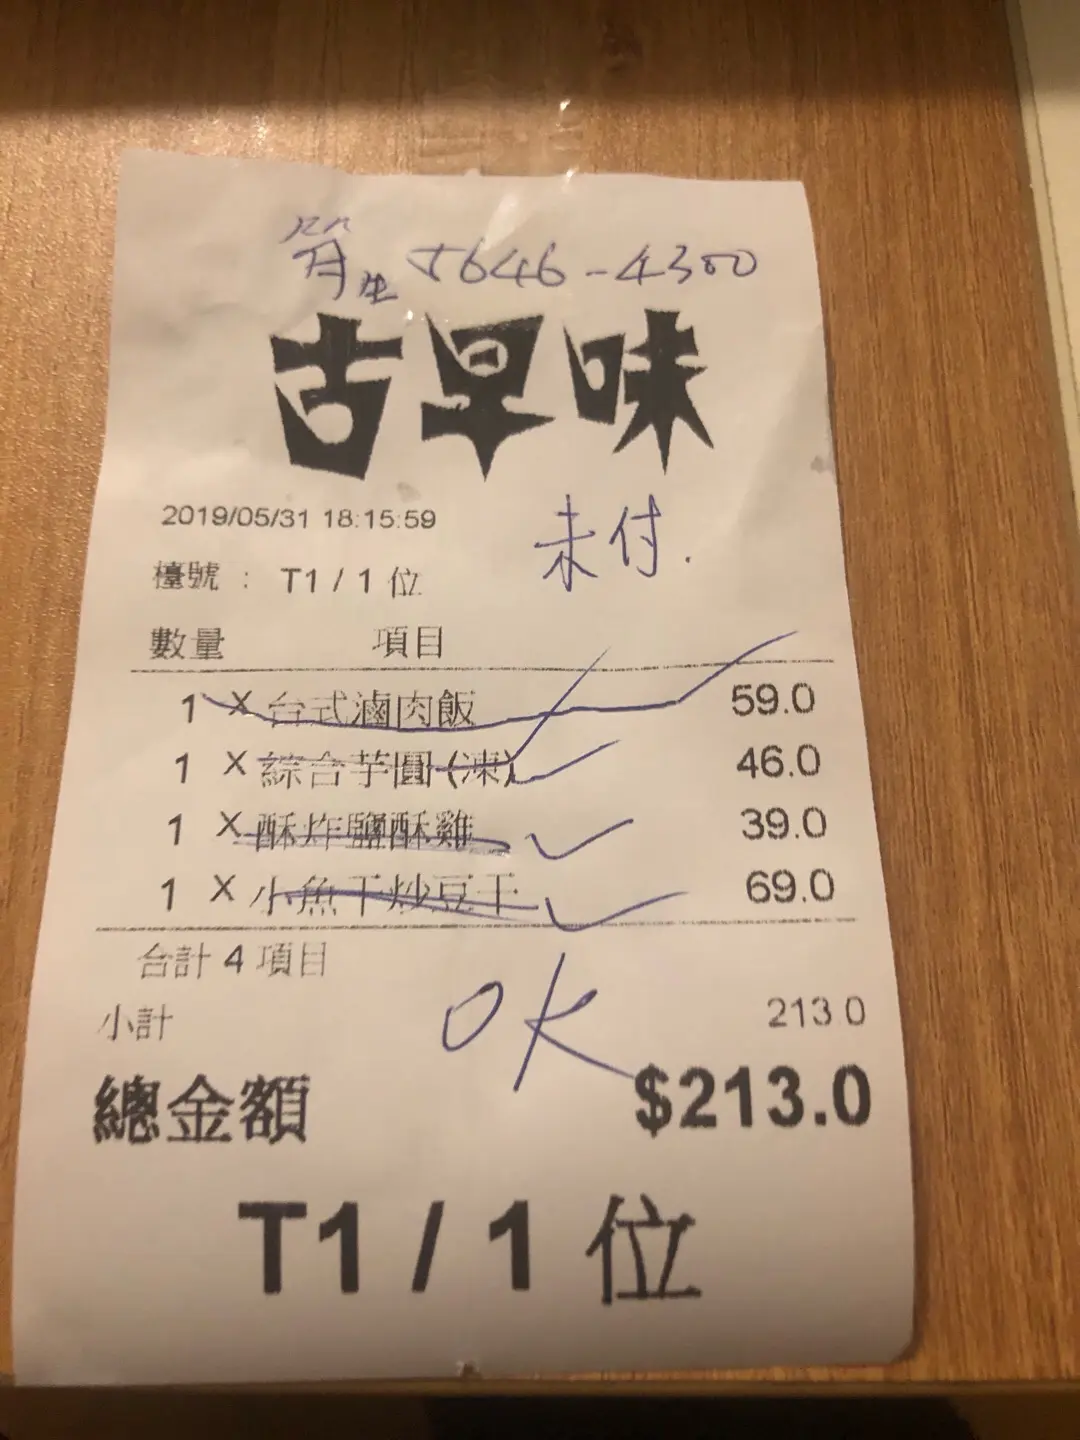 生 5646-4300
古早味
2019/05/31 18:15:59
未付.
檯號 : T1 / 1 位
數量 項目
1 X 台式滷肉飯 59.0
1 X 綜合芋圓 (凍) 46.0
1 X 酥炸鹽酥雞 39.0
1 X 小魚干炒豆干 69.0
合計 4 項目
小計 213.0
OK
總金額 $213.0
T1 / 1 位